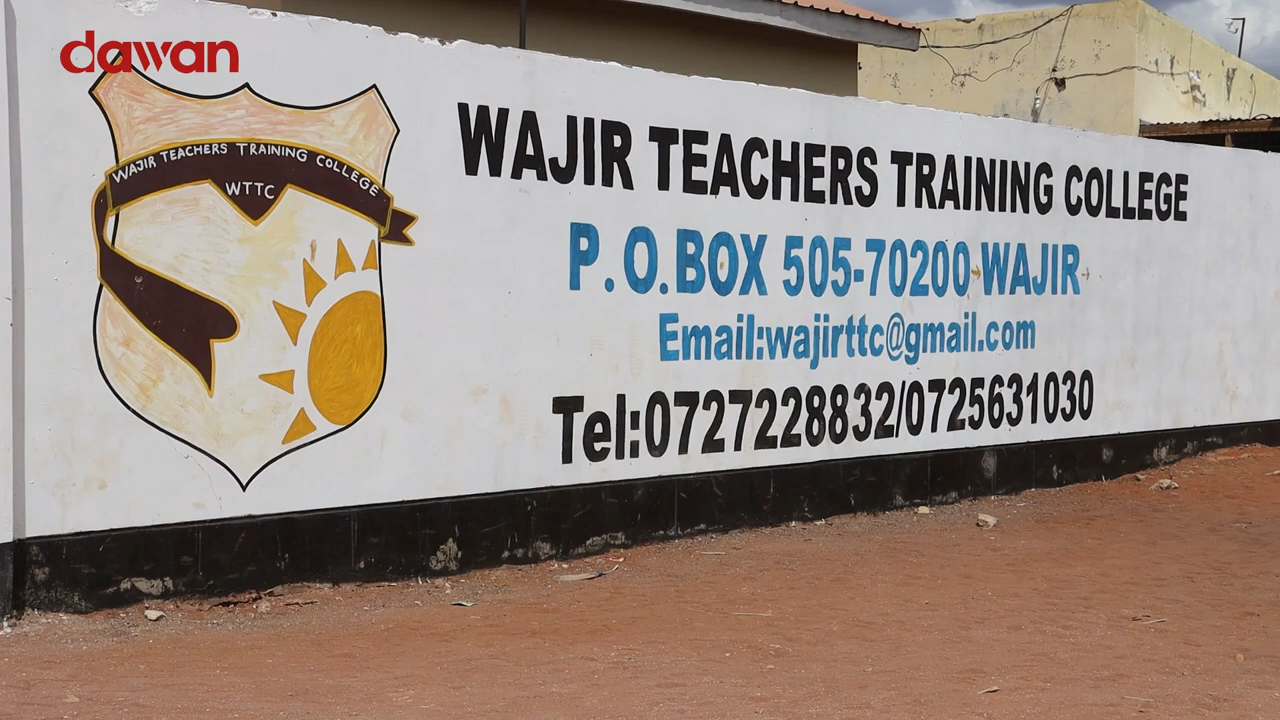 dawan
WAJIR TEACHERS TRAINING COLLEGE
WTTC
WAJIR TEACHERS TRAINING COLLEGE
P.O.BOX 505-70200 WAJIR
Email:wajirttc@gmail.com
Tel:0727228832/0725631030